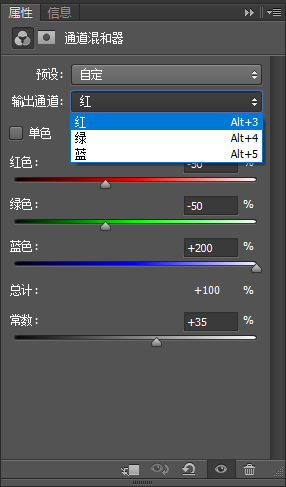 属性 信息
通道混和器
预设: 自定
输出通道: 红
红 Alt+3
绿 Alt+4
蓝 Alt+5
单色
红色: -50 %
绿色: -50 %
蓝色: +200 %
总计: +100 %
常数: +35 %